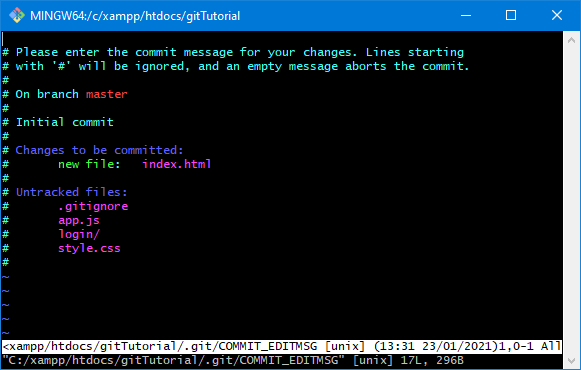 MINGW64:/c/xampp/htdocs/gitTutorial
# Please enter the commit message for your changes. Lines starting
# with '#' will be ignored, and an empty message aborts the commit.
#
# On branch master
#
# Initial commit
#
# Changes to be committed:
#       new file:   index.html
#
# Untracked files:
#       .gitignore
#       app.js
#       login/
#       style.css
#
~
~
~
~
~
<xampp/htdocs/gitTutorial/.git/COMMIT_EDITMSG [unix] (13:31 23/01/2021)1,0-1 All
"C:/xampp/htdocs/gitTutorial/.git/COMMIT_EDITMSG" [unix] 17L, 296B